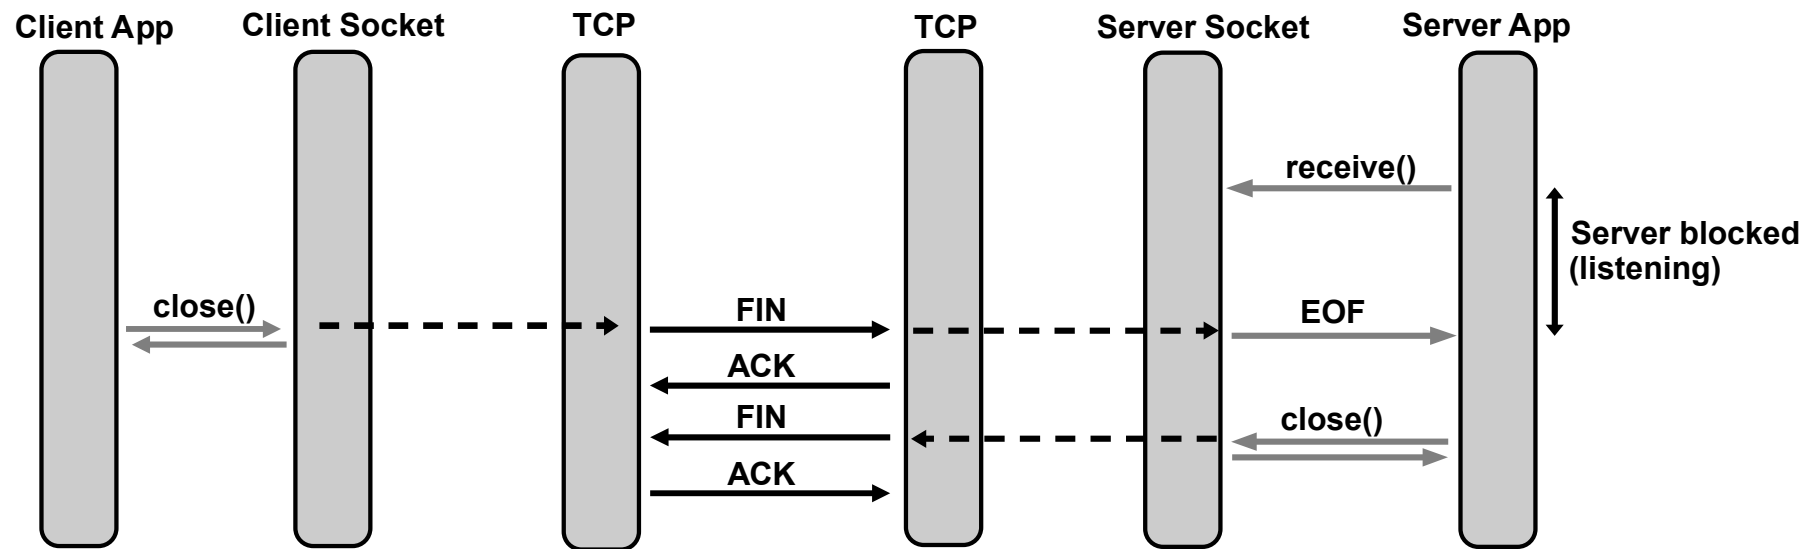 Client App
Client Socket
TCP
TCP
Server Socket
Server App
receive()
Server blocked
(listening)
close()
FIN
EOF
ACK
FIN
close()
ACK